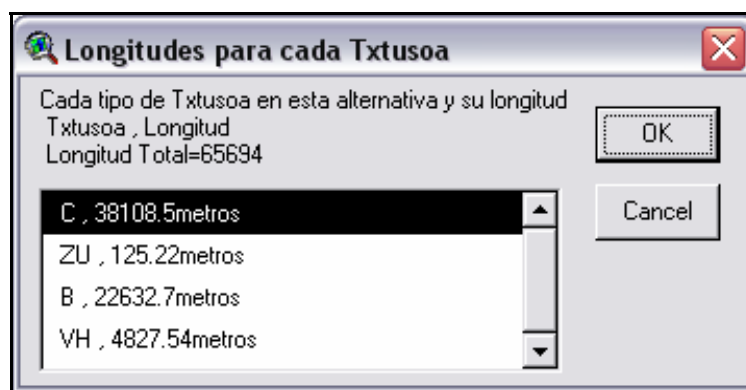 Longitudes para cada Txtusoa
Cada tipo de Txtusoa en esta alternativa y su longitud
Txtusoa , Longitud
Longitud Total=65694
OK
Cancel
C , 38108.5metros
ZU , 125.22metros
B , 22632.7metros
VH , 4827.54metros